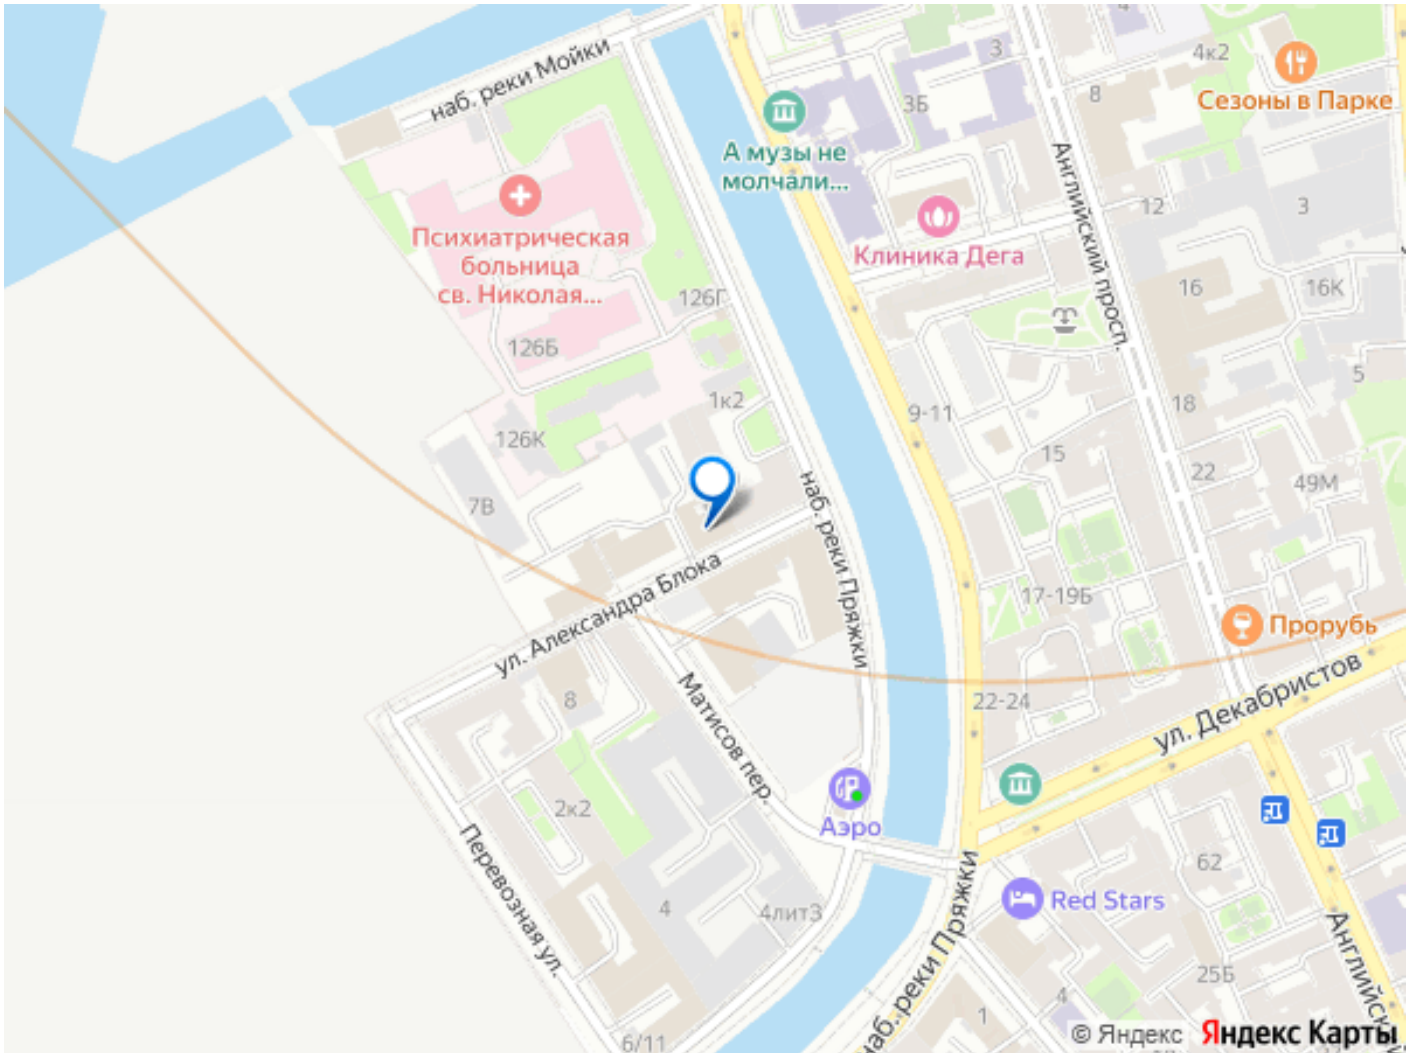 наб. реки Мойки
4
3
4к2
Сезоны в Парке
8
3Б
А музы не
молчали...
Английский просп.
12
3
Психиатрическая
больница
св. Николая...
Клиника Дега
126Г
16
16К
126Б
5
1к2
9-11
18
126К
15
22
49М
7В
наб. реки Пряжки
ул. Александра Блока
17-19Б
Прорубь
8
Матисов пер.
22-24
ул. Декабристов
2к2
Аэро
Перевозная ул.
62
4
4лит3
Red Stars
наб. реки Пряжки
25Б
4
1
6/11
© Яндекс
Яндекс Карты